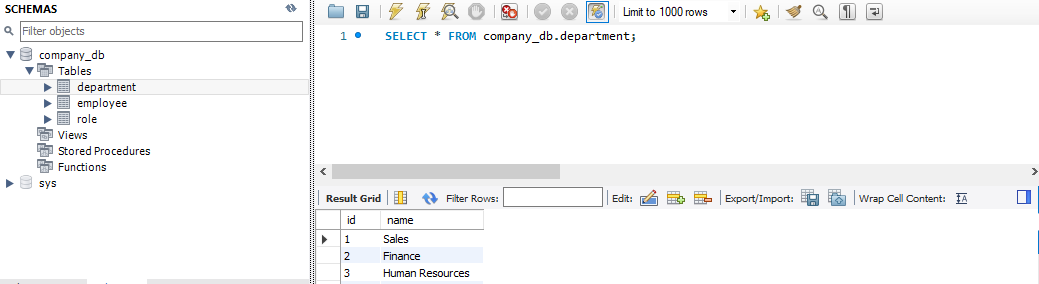 SCHEMAS
Filter objects
company_db
Tables
department
employee
role
Views
Stored Procedures
Functions
sys
Limit to 1000 rows
1 SELECT * FROM company_db.department;
Result Grid Filter Rows: Edit: Export/Import: Wrap Cell Content:
id name
1 Sales
2 Finance
3 Human Resources